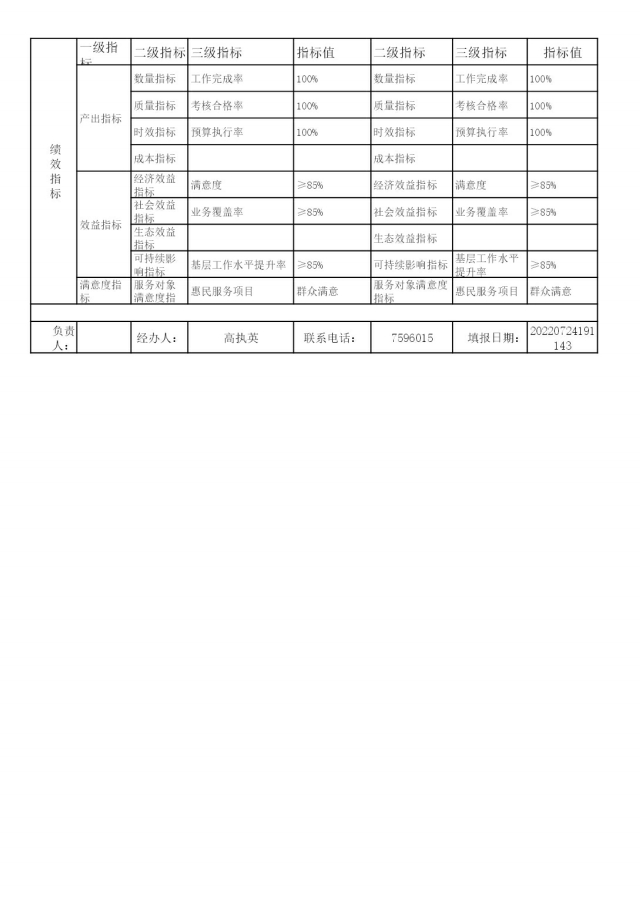 一级指标 二级指标 三级指标 指标值 二级指标 三级指标 指标值
绩效指标
产出指标
数量指标 工作完成率 100% 数量指标 工作完成率 100%
质量指标 考核合格率 100% 质量指标 考核合格率 100%
时效指标 预算执行率 100% 时效指标 预算执行率 100%
成本指标 成本指标
效益指标
经济效益指标 满意度 ≥85% 经济效益指标 满意度 ≥85%
社会效益指标 业务覆盖率 ≥85% 社会效益指标 业务覆盖率 ≥85%
生态效益指标 生态效益指标
可持续影响指标 基层工作水平提升率 ≥85% 可持续影响指标 基层工作水平提升率 ≥85%
满意度指标 服务对象满意度指 惠民服务项目 群众满意 服务对象满意度指标 惠民服务项目 群众满意
负责人： 经办人： 高执英 联系电话： 7596015 填报日期： 20220724191143